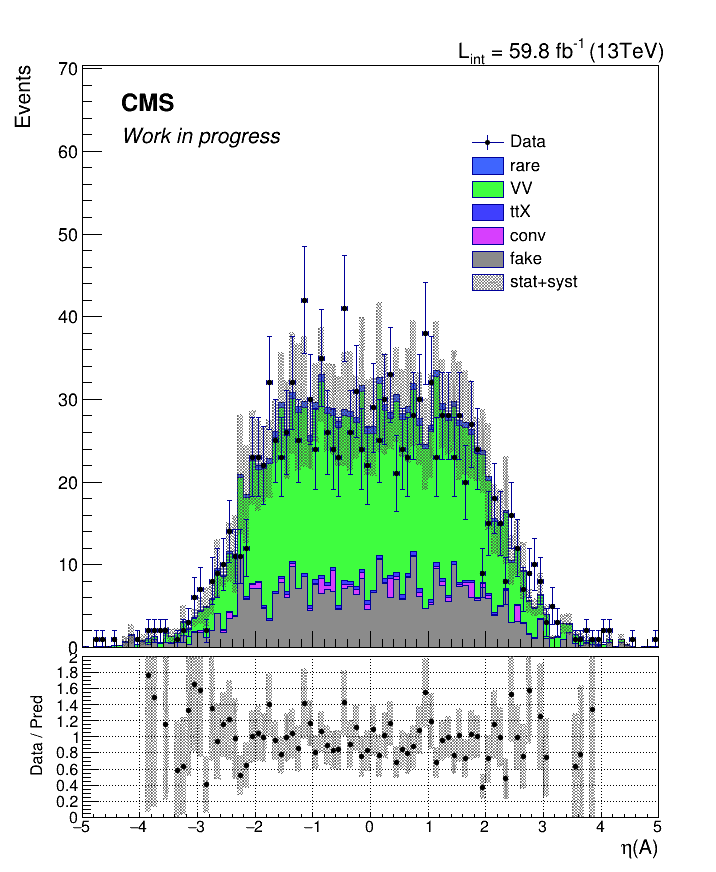 L_int = 59.8 fb^-1 (13TeV)
Events
70
60
50
40
30
20
10
0
CMS
Work in progress
Data
rare
VV
ttX
conv
fake
stat+syst
Data / Pred
2
1.8
1.6
1.4
1.2
1
0.8
0.6
0.4
0.2
0
−5 −4 −3 −2 −1 0 1 2 3 4 5
η(A)